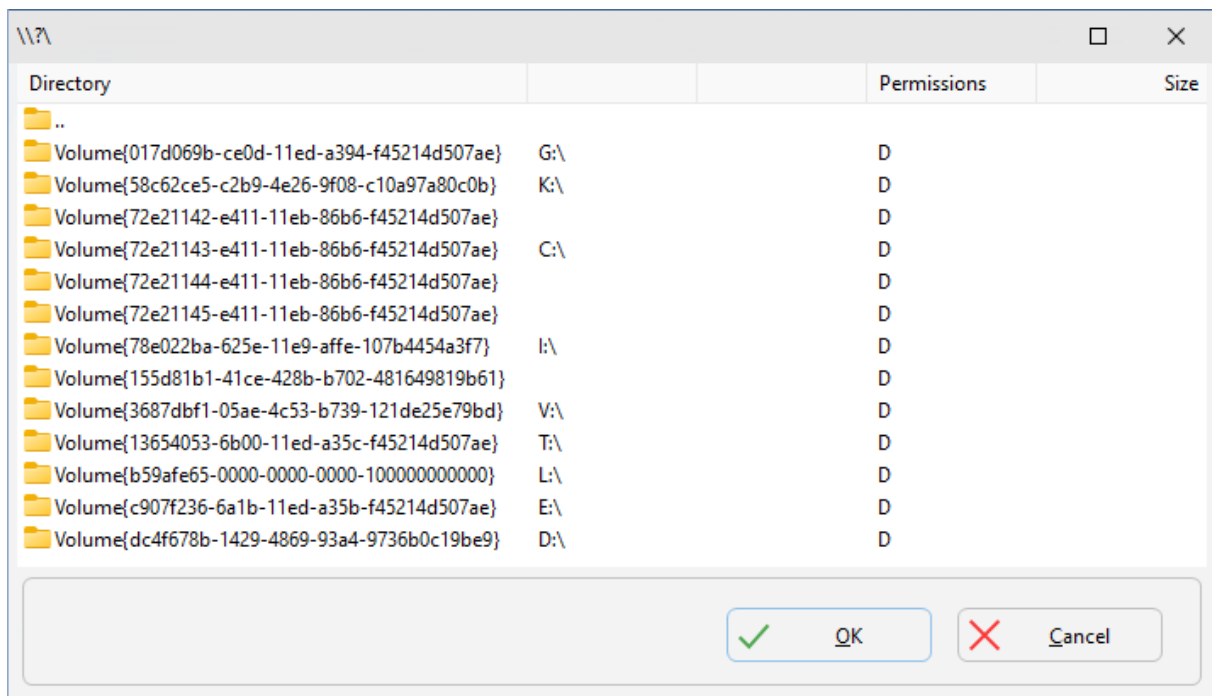 \\?\
Directory Permissions Size
..
Volume{017d069b-ce0d-11ed-a394-f45214d507ae} G:\ D
Volume{58c62ce5-c2b9-4e26-9f08-c10a97a80c0b} K:\ D
Volume{72e21142-e411-11eb-86b6-f45214d507ae} D
Volume{72e21143-e411-11eb-86b6-f45214d507ae} C:\ D
Volume{72e21144-e411-11eb-86b6-f45214d507ae} D
Volume{72e21145-e411-11eb-86b6-f45214d507ae} D
Volume{78e022ba-625e-11e9-affe-107b4454a3f7} I:\ D
Volume{155d81b1-41ce-428b-b702-481649819b61} D
Volume{3687dbf1-05ae-4c53-b739-121de25e79bd} V:\ D
Volume{13654053-6b00-11ed-a35c-f45214d507ae} T:\ D
Volume{b59afe65-0000-0000-0000-100000000000} L:\ D
Volume{c907f236-6a1b-11ed-a35b-f45214d507ae} E:\ D
Volume{dc4f678b-1429-4869-93a4-9736b0c19be9} D:\ D
OK Cancel